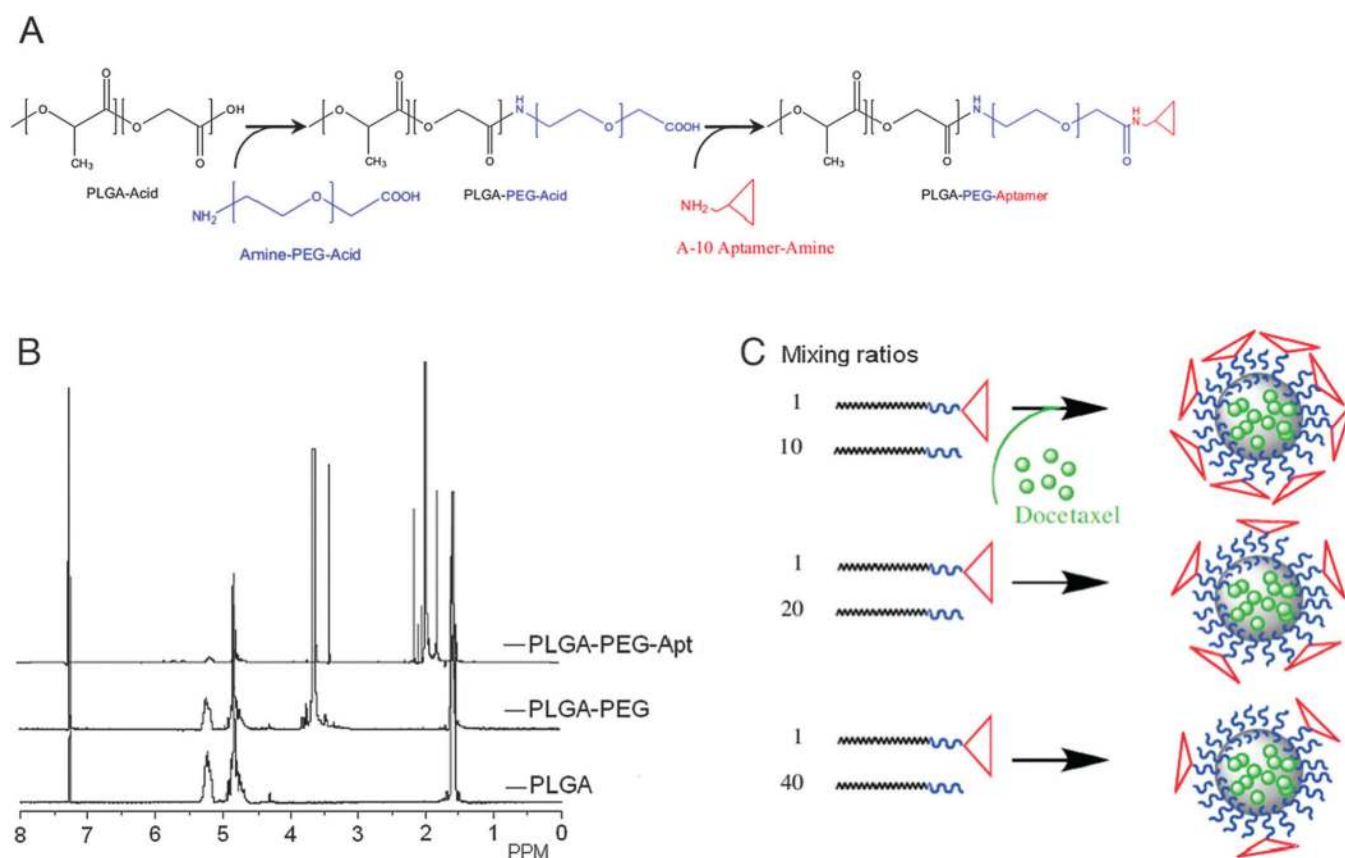 A
O
O
O
OH
O
CH₃
O
PLGA-Acid
NH₂
O
COOH
Amine-PEG-Acid
O
O
O
H
N
O
COOH
CH₃
O
PLGA-PEG-Acid
NH₂
A-10 Aptamer-Amine
O
O
O
H
N
O
H
N
CH₃
O
O
PLGA-PEG-Aptamer
B
PLGA-PEG-Apt
PLGA-PEG
PLGA
8 7 6 5 4 3 2 1 0
PPM
C Mixing ratios
1
10
Docetaxel
1
20
1
40